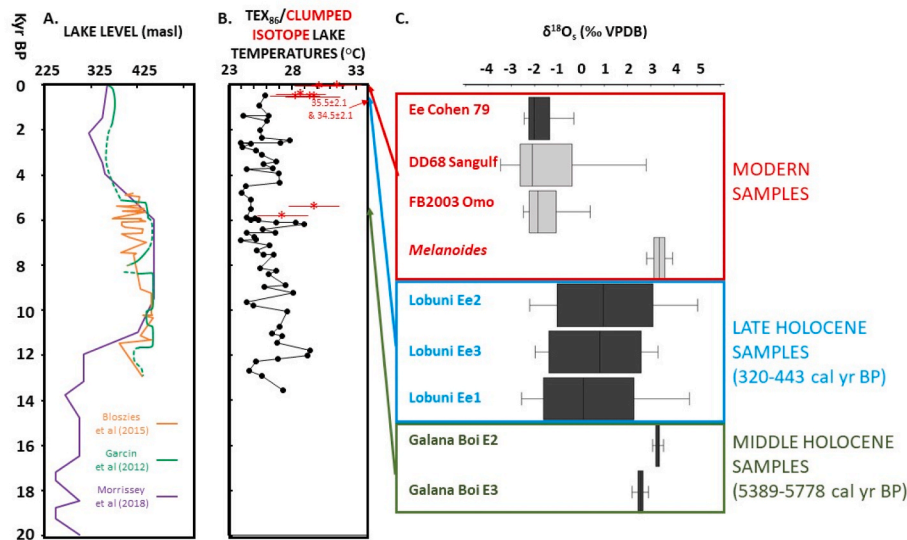 Kyr BP
A.
LAKE LEVEL (masl)
225 325 425
0
2
4
6
8
10
12
14
16
18
20
Bloszies
et al (2015)
Garcin
et al (2012)
Morrissey
et al (2018)
B.
TEX86/CLUMPED
ISOTOPE LAKE
TEMPERATURES (°C)
23 28 33
35.5±2.1
& 34.5±2.1
C.
δ18Os (‰ VPDB)
-4 -3 -2 -1 0 1 2 3 4 5
Ee Cohen 79
DD68 Sangulf
FB2003 Omo
Melanoides
MODERN
SAMPLES
Lobuni Ee2
Lobuni Ee3
Lobuni Ee1
LATE HOLOCENE
SAMPLES
(320-443 cal yr BP)
Galana Boi E2
Galana Boi E3
MIDDLE HOLOCENE
SAMPLES
(5389-5778 cal yr BP)